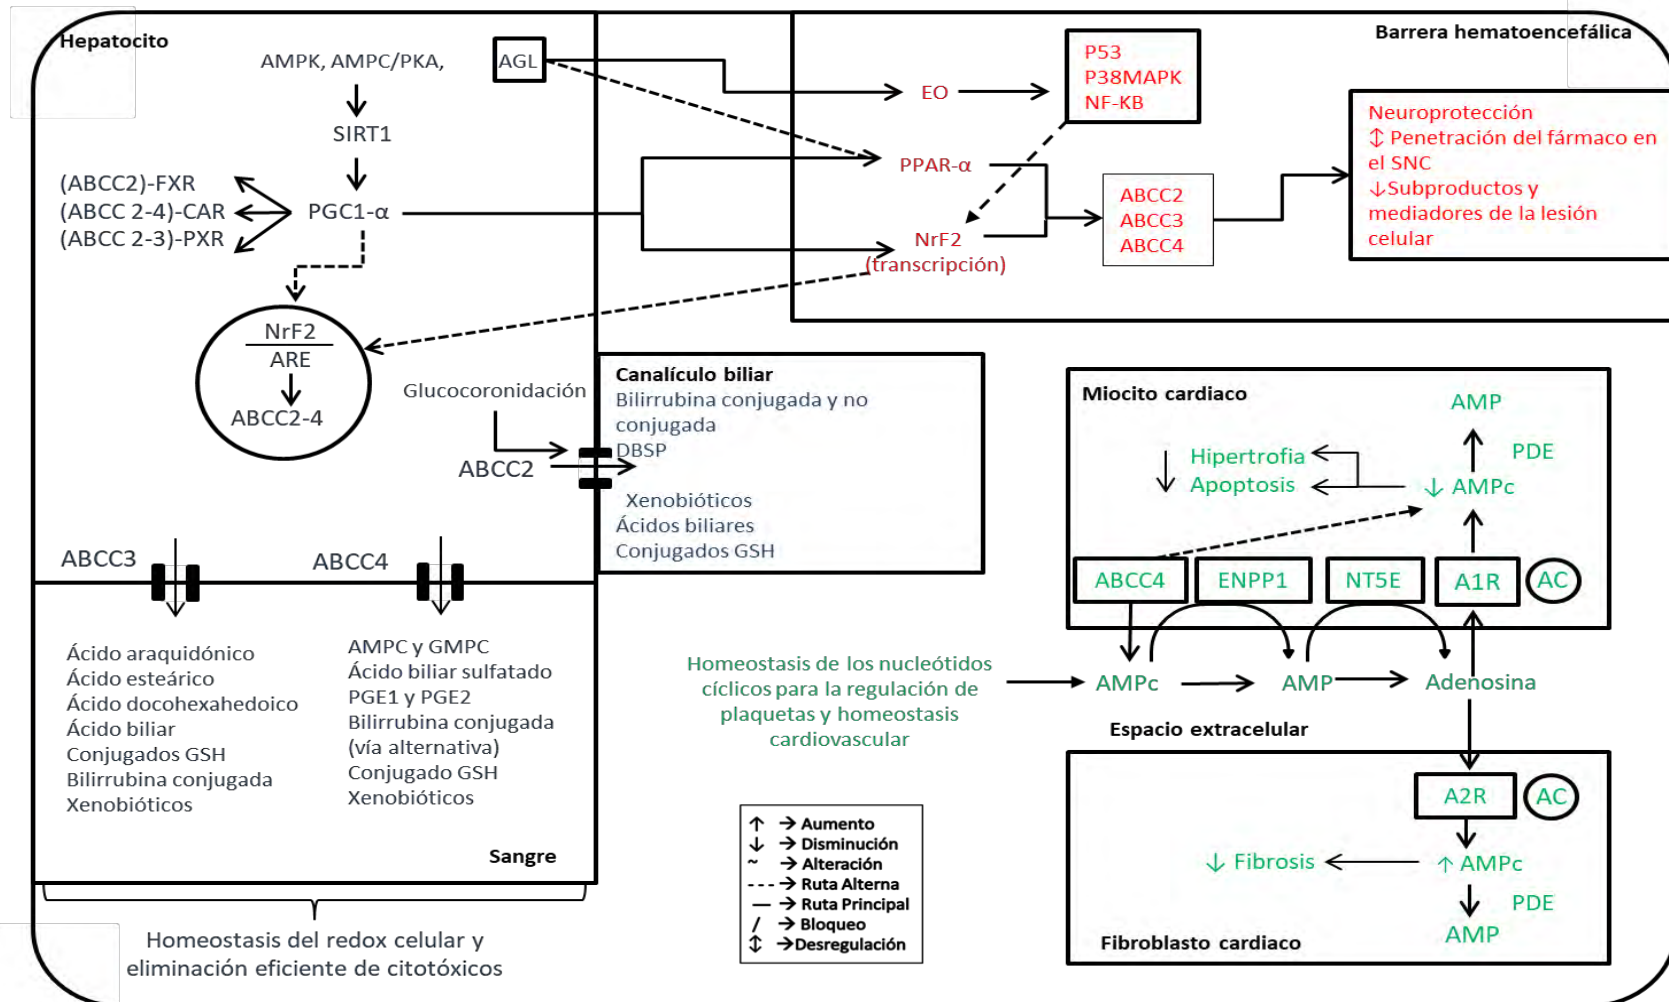 Hepatocito
AMPK, AMPC/PKA,
SIRT1
PGC1-α
(ABCC2)-FXR
(ABCC 2-4)-CAR
(ABCC 2-3)-PXR
AGL
NrF2
ARE
ABCC2-4
Glucocoronidación
ABCC2
ABCC3
ABCC4
Ácido araquidónico
Ácido esteárico
Ácido docohexahedoico
Ácido biliar
Conjugados GSH
Bilirrubina conjugada
Xenobióticos
AMPC y GMPC
Ácido biliar sulfatado
PGE1 y PGE2
Bilirrubina conjugada
(vía alternativa)
Conjugado GSH
Xenobióticos
Sangre
Homeostasis del redox celular y
eliminación eficiente de citotóxicos
Barrera hematoencefálica
EO
P53
P38MAPK
NF-KB
PPAR-α
NrF2
(transcripción)
ABCC2
ABCC3
ABCC4
Neuroprotección
↕ Penetración del fármaco en
el SNC
↓Subproductos y
mediadores de la lesión
celular
Canalículo biliar
Bilirrubina conjugada y no
conjugada
DBSP
Xenobióticos
Ácidos biliares
Conjugados GSH
Miocito cardiaco
AMP
PDE
↓ AMPc
↓ Hipertrofia
Apoptosis
ABCC4
ENPP1
NT5E
A1R
AC
Homeostasis de los nucleótidos
cíclicos para la regulación de
plaquetas y homeostasis
cardiovascular
AMPc
AMP
Adenosina
Espacio extracelular
A2R
AC
↓ Fibrosis
↑ AMPc
PDE
AMP
Fibroblasto cardiaco
↑ → Aumento
↓ → Disminución
~ → Alteración
--- → Ruta Alterna
— → Ruta Principal
/ → Bloqueo
↕ →Desregulación